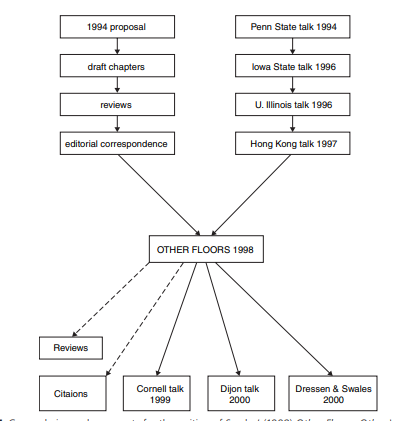 1994 proposal
Penn State talk 1994
draft chapters
Iowa State talk 1996
reviews
U. Illinois talk 1996
editorial correspondence
Hong Kong talk 1997
OTHER FLOORS 1998
Reviews
Citaions
Cornell talk
1999
Dijon talk
2000
Dressen & Swales
2000